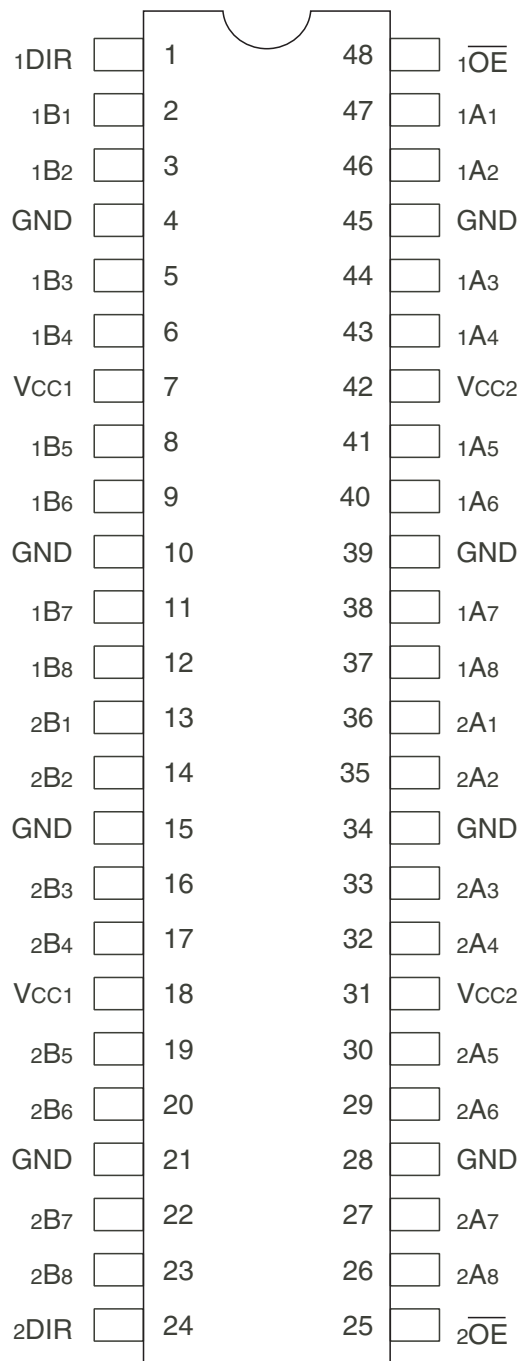 1DIR 1 48 1O̅E̅
1B1 2 47 1A1
1B2 3 46 1A2
GND 4 45 GND
1B3 5 44 1A3
1B4 6 43 1A4
VCC1 7 42 VCC2
1B5 8 41 1A5
1B6 9 40 1A6
GND 10 39 GND
1B7 11 38 1A7
1B8 12 37 1A8
2B1 13 36 2A1
2B2 14 35 2A2
GND 15 34 GND
2B3 16 33 2A3
2B4 17 32 2A4
VCC1 18 31 VCC2
2B5 19 30 2A5
2B6 20 29 2A6
GND 21 28 GND
2B7 22 27 2A7
2B8 23 26 2A8
2DIR 24 25 2O̅E̅